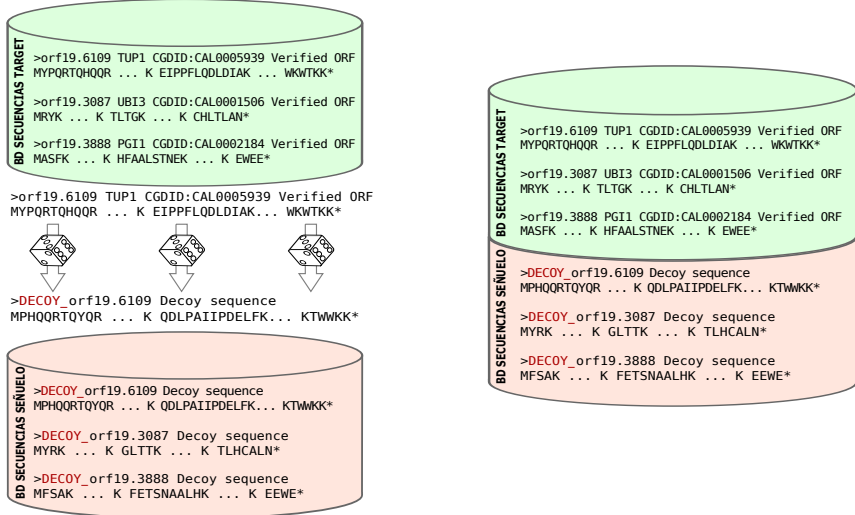 BD SECUENCIAS TARGET
>orf19.6109 TUP1 CGDID:CAL0005939 Verified ORF
MYPQRTQHQQR ... K EIPPFLQDLDIAK ... WKWTKK*
>orf19.3087 UBI3 CGDID:CAL0001506 Verified ORF
MRYK ... K TLTGK ... K CHLTLAN*
>orf19.3888 PGI1 CGDID:CAL0002184 Verified ORF
MASFK ... K HFAALSTNEK ... K EWEE*
>orf19.6109 TUP1 CGDID:CAL0005939 Verified ORF
MYPQRTQHQQR ... K EIPPFLQDLDIAK... WKWTKK*
>DECOY_orf19.6109 Decoy sequence
MPHQQRTQYQR ... K QDLPAIIPDELFK... KTWWKK*
BD SECUENCIAS SEÑUELO
>DECOY_orf19.6109 Decoy sequence
MPHQQRTQYQR ... K QDLPAIIPDELFK... KTWWKK*
>DECOY_orf19.3087 Decoy sequence
MYRK ... K GLTTK ... K TLHCALN*
>DECOY_orf19.3888 Decoy sequence
MFSAK ... K FETSNAALHK ... K EEWE*
BD SECUENCIAS TARGET
>orf19.6109 TUP1 CGDID:CAL0005939 Verified ORF
MYPQRTQHQQR ... K EIPPFLQDLDIAK ... WKWTKK*
>orf19.3087 UBI3 CGDID:CAL0001506 Verified ORF
MRYK ... K TLTGK ... K CHLTLAN*
>orf19.3888 PGI1 CGDID:CAL0002184 Verified ORF
MASFK ... K HFAALSTNEK ... K EWEE*
BD SECUENCIAS SEÑUELO
>DECOY_orf19.6109 Decoy sequence
MPHQQRTQYQR ... K QDLPAIIPDELFK... KTWWKK*
>DECOY_orf19.3087 Decoy sequence
MYRK ... K GLTTK ... K TLHCALN*
>DECOY_orf19.3888 Decoy sequence
MFSAK ... K FETSNAALHK ... K EEWE*